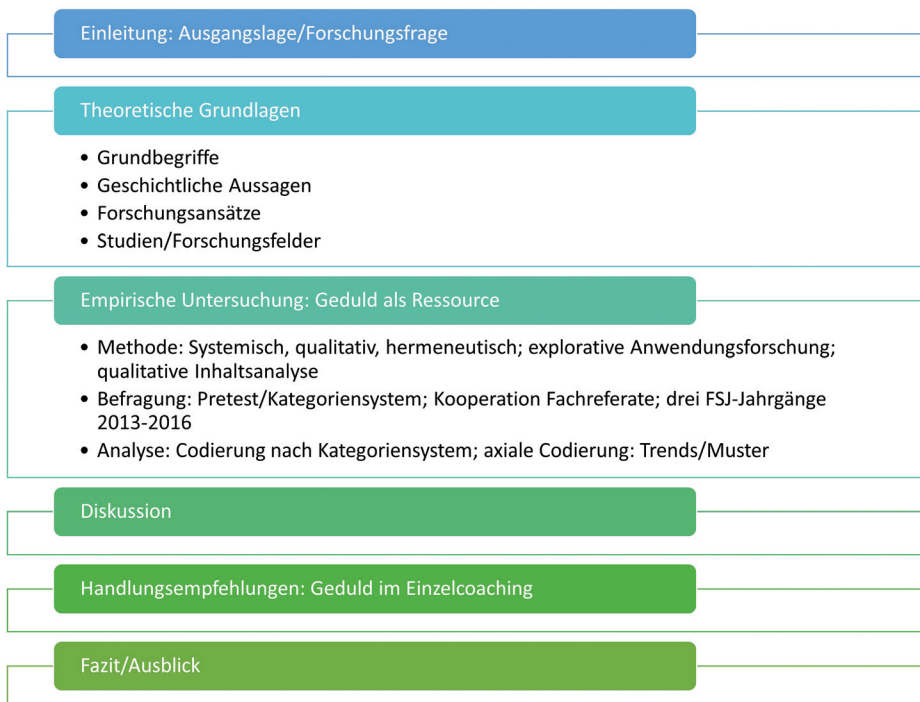 Einleitung: Ausgangslage/Forschungsfrage
Theoretische Grundlagen
• Grundbegriffe
• Geschichtliche Aussagen
• Forschungsansätze
• Studien/Forschungsfelder
Empirische Untersuchung: Geduld als Ressource
• Methode: Systemisch, qualitativ, hermeneutisch; explorative Anwendungsforschung;
qualitative Inhaltsanalyse
• Befragung: Pretest/Kategoriensystem; Kooperation Fachreferate; drei FSJ-Jahrgänge
2013-2016
• Analyse: Codierung nach Kategoriensystem; axiale Codierung: Trends/Muster
Diskussion
Handlungsempfehlungen: Geduld im Einzelcoaching
Fazit/Ausblick